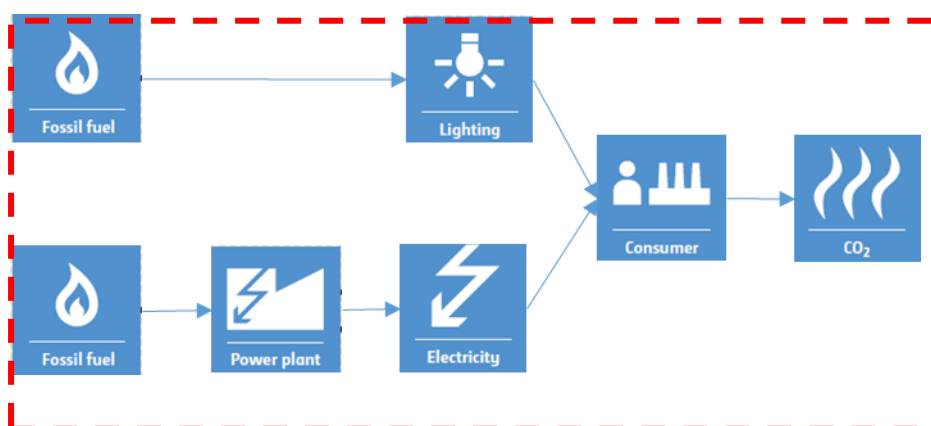 Fossil fuel
Lighting
Consumer
CO₂
Fossil fuel
Power plant
Electricity